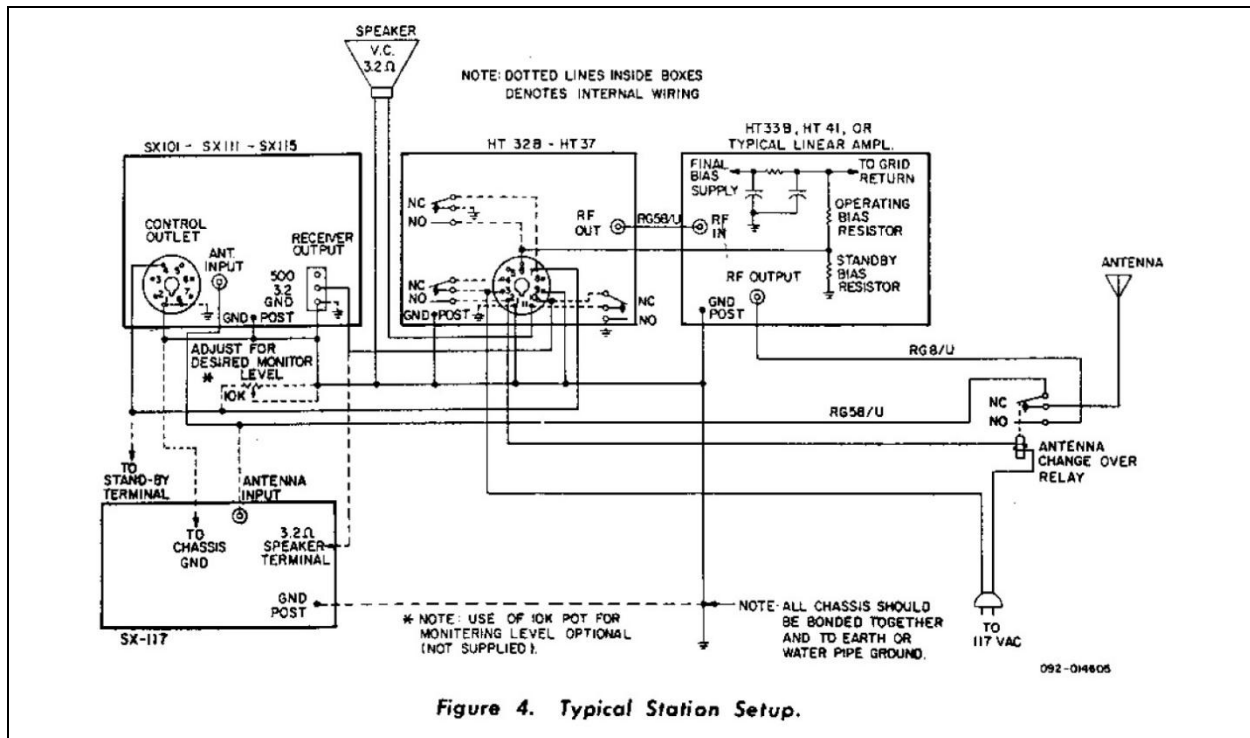 SPEAKER
V.C.
3.2 Ω
NOTE: DOTTED LINES INSIDE BOXES
DENOTES INTERNAL WIRING
SX101 - SX111 - SX115
HT 32B - HT37
HT33B, HT 41, OR
TYPICAL LINEAR AMPL.
CONTROL
OUTLET
ANT.
INPUT
RECEIVER
OUTPUT
500
3.2
GND
GND POST
NC
NO
RF
OUT
RG58/U
RF
IN
FINAL
BIAS
SUPPLY
TO GRID
RETURN
OPERATING
BIAS
RESISTOR
STANDBY
BIAS
RESISTOR
RF OUTPUT
GND
POST
NC
NO
GND POST
NC
NO
ANTENNA
RG8/U
ADJUST FOR
DESIRED MONITOR
LEVEL
*
10K
RG58/U
NC
NO
ANTENNA
CHANGE OVER
RELAY
TO
STAND-BY
TERMINAL
ANTENNA
INPUT
TO
CHASSIS
GND
3.2Ω
SPEAKER
TERMINAL
GND
POST
SX-117
* NOTE: USE OF 10K POT FOR
MONITERING LEVEL OPTIONAL
(NOT SUPPLIED).
NOTE: ALL CHASSIS SHOULD
BE BONDED TOGETHER
AND TO EARTH OR
WATER PIPE GROUND.
TO
117 VAC
092-014605
Figure 4. Typical Station Setup.